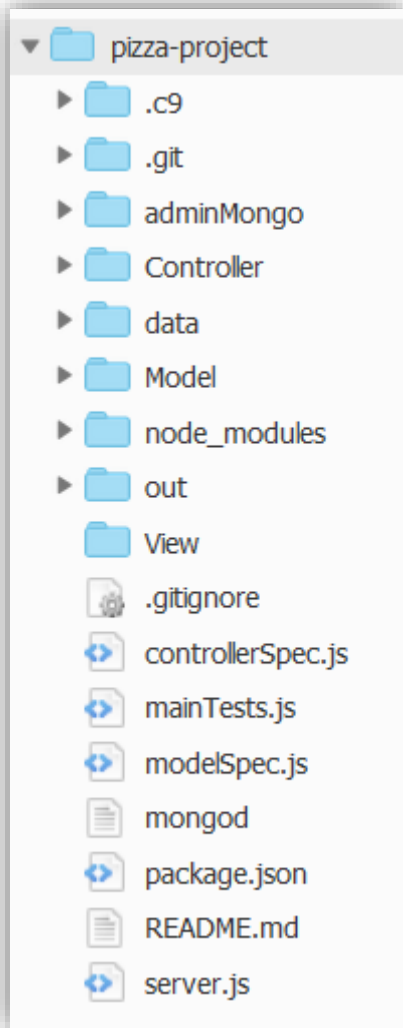 pizza-project
.c9
.git
adminMongo
Controller
data
Model
node_modules
out
View
.gitignore
controllerSpec.js
mainTests.js
modelSpec.js
mongod
package.json
README.md
server.js